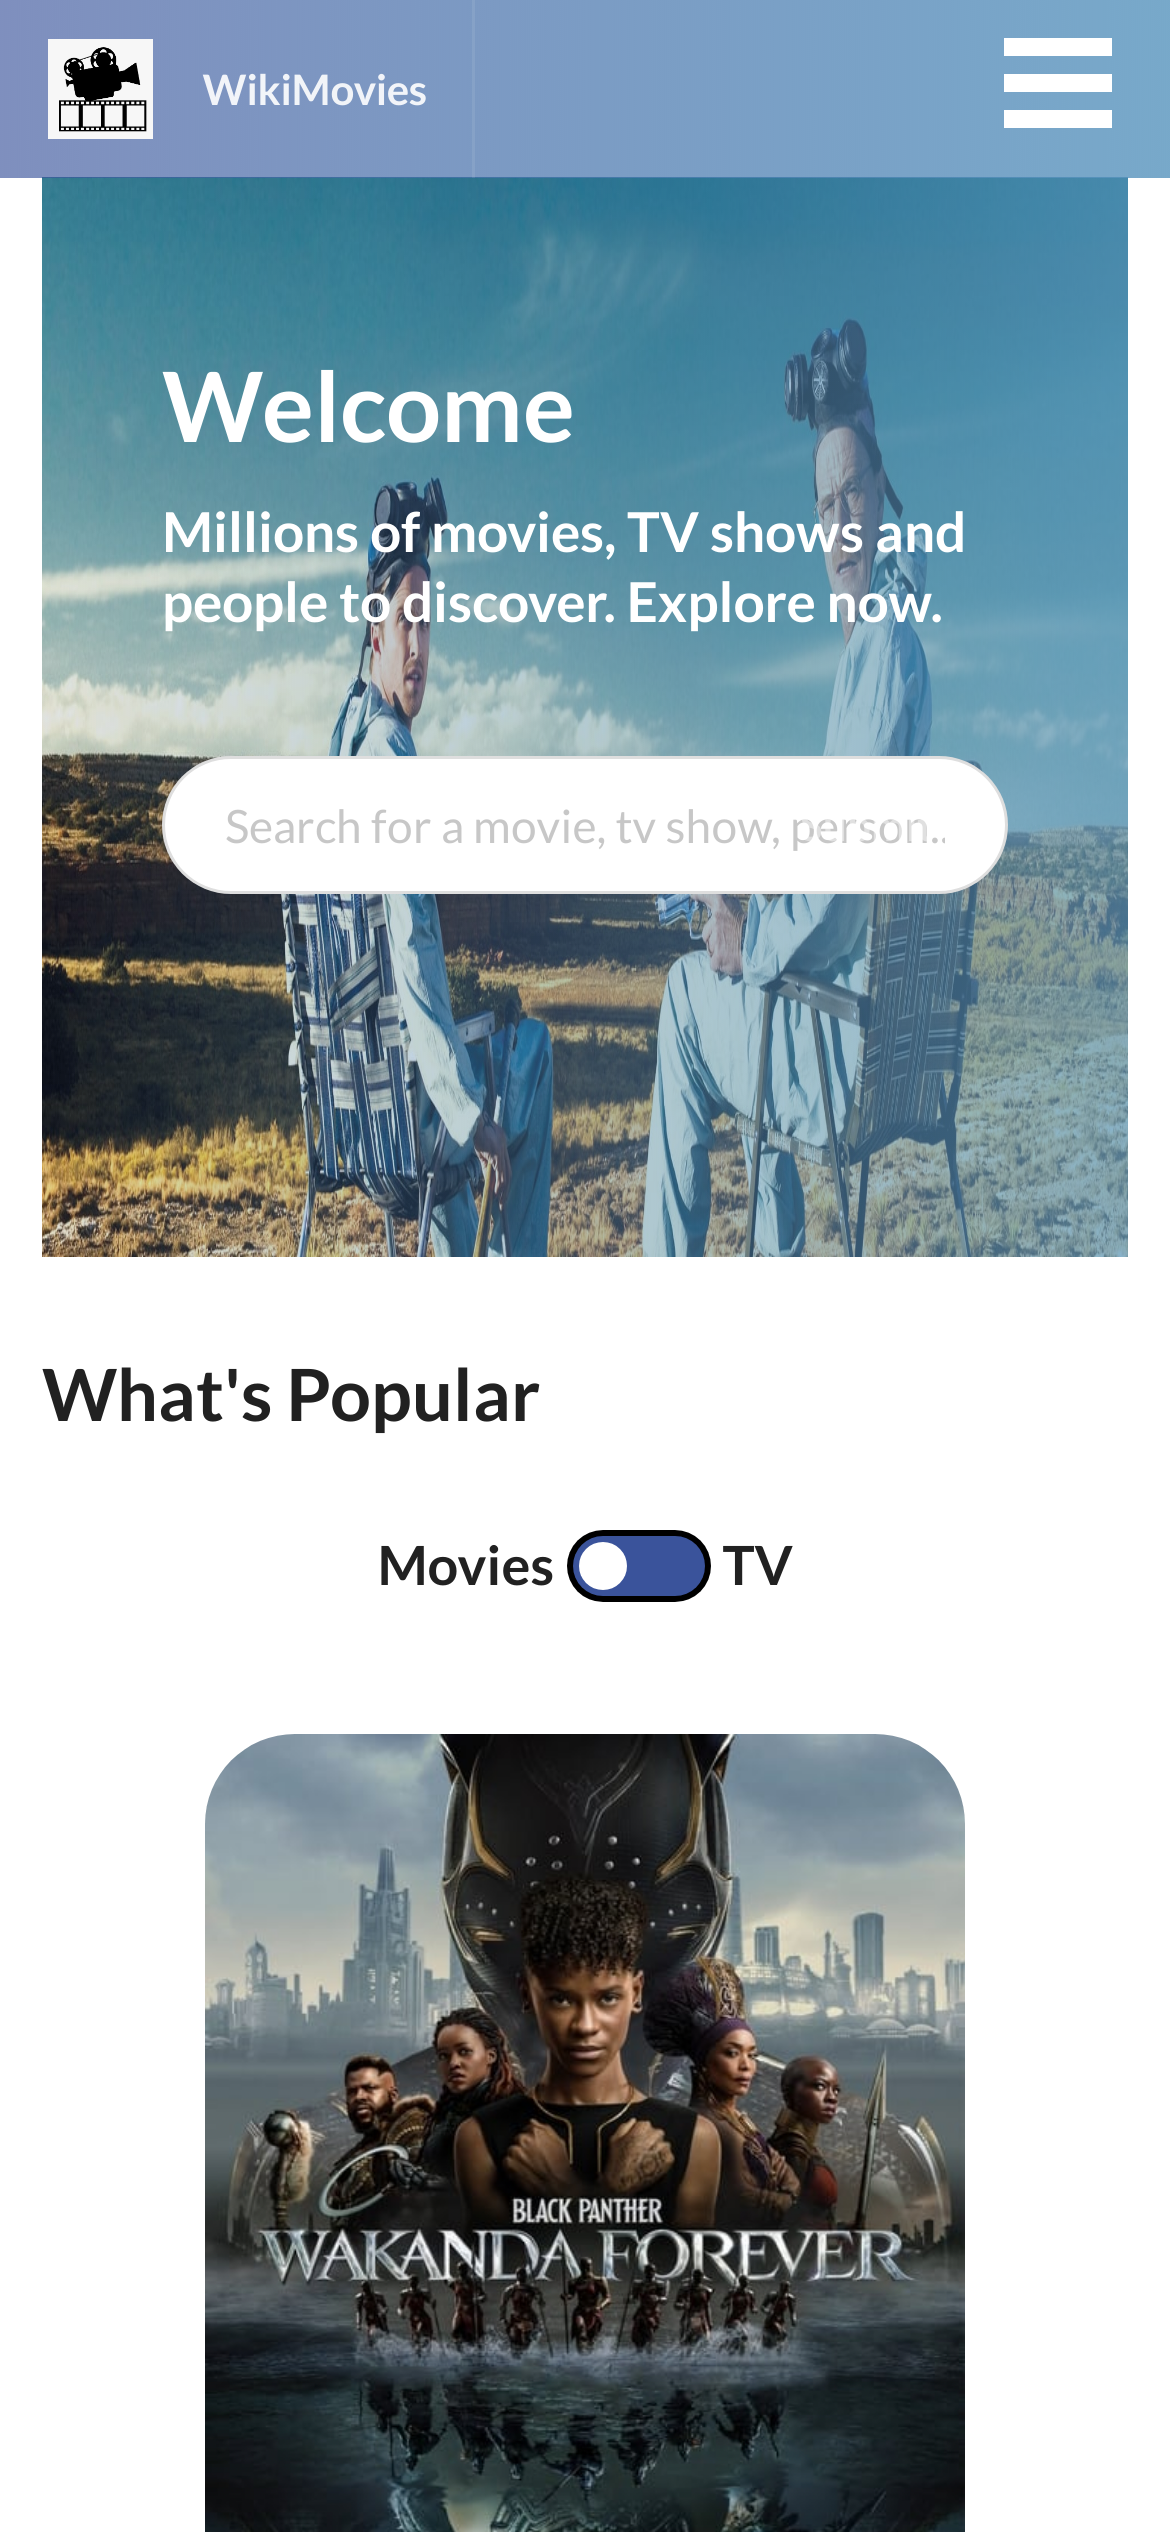 WikiMovies
Welcome
Millions of movies, TV shows and
people to discover. Explore now.
Search for a movie, tv show, person..
What's Popular
Movies
TV
BLACK PANTHER
WAKANDA FOREVER